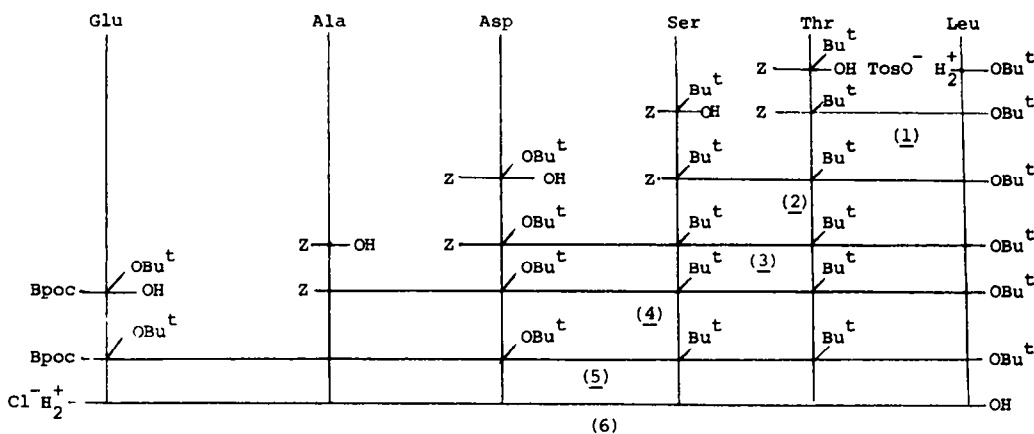 Glu Ala Asp Ser Thr Leu
Bu^t
Z OH TosO^- H_2^+ OBu^t
Bu^t Bu^t
Z OH Z OBu^t
(1)
OBu^t Bu^t Bu^t
Z OH Z OBu^t
(2)
OBu^t Bu^t Bu^t
Z OH Z OBu^t
(3)
OBu^t OBu^t Bu^t Bu^t
Bpoc OH Z OBu^t
(4)
OBu^t OBu^t Bu^t Bu^t
Bpoc OBu^t
(5)
Cl^-H_2^+ OH
(6)